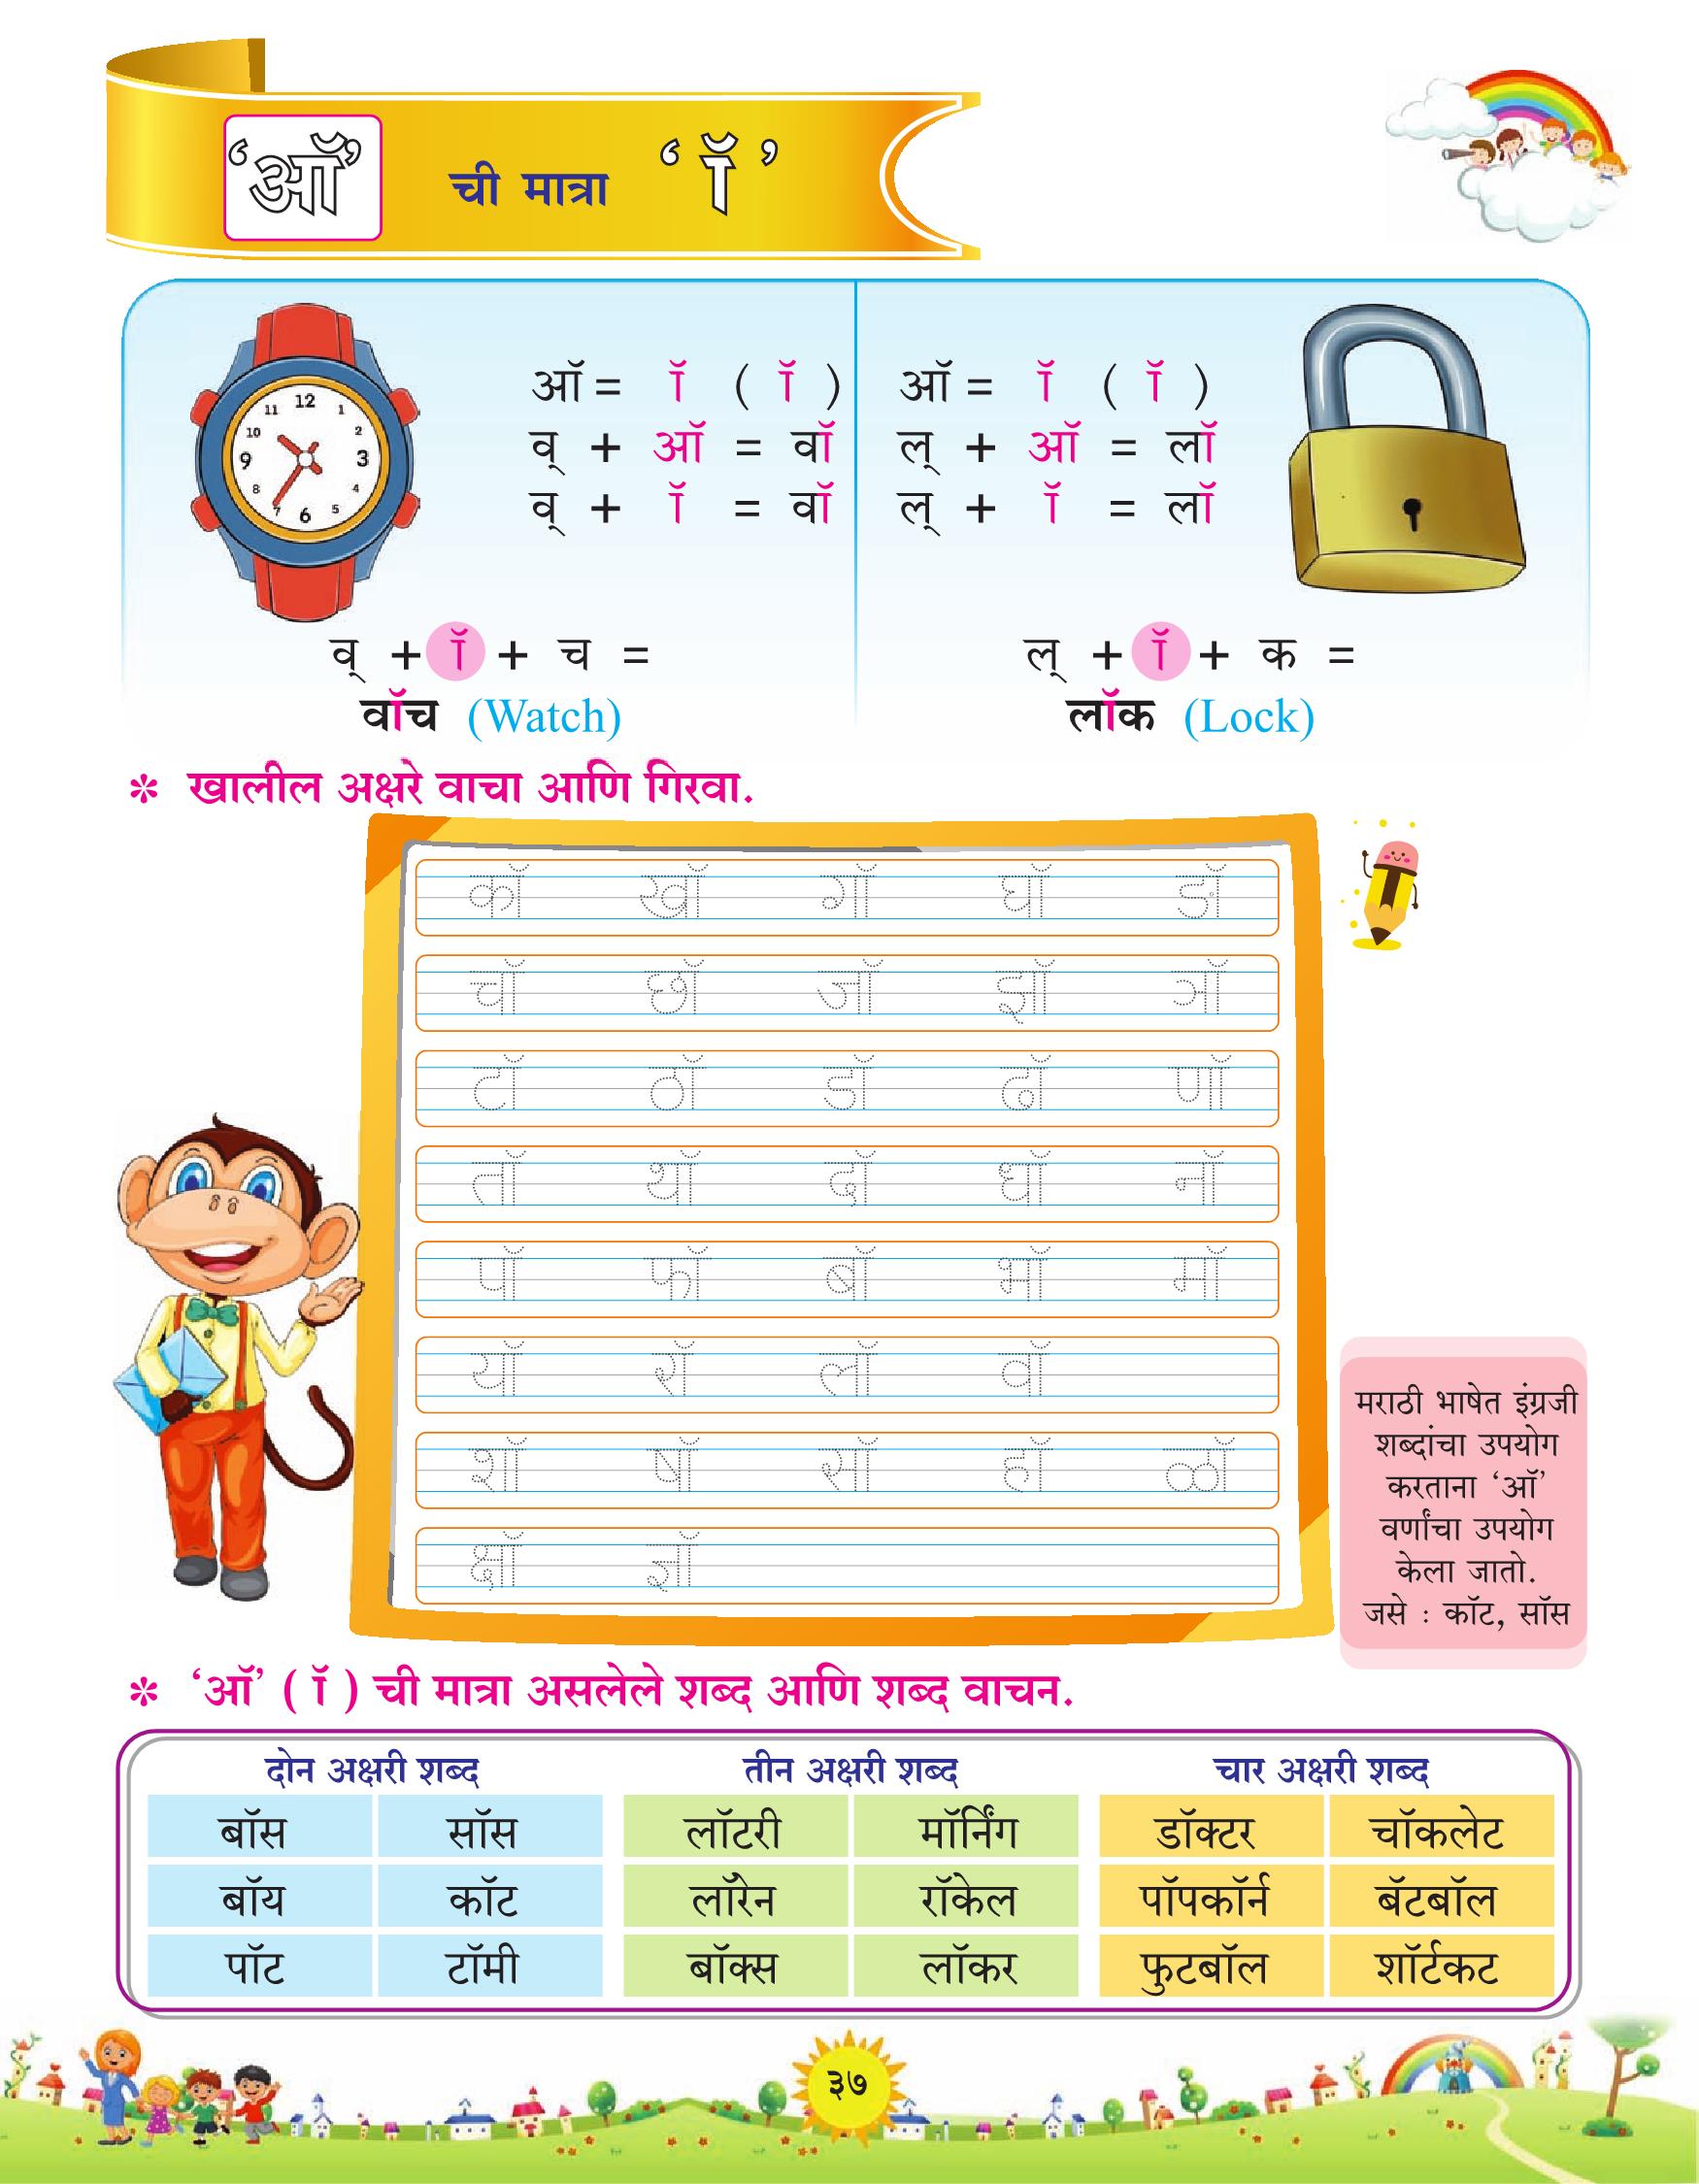 ‘ऑ’ ची मात्रा ‘ ॉ ’
12
11 1
10 2
9 3
8 4
7 5
6
ऑ = ॉ ( ॉ )
व् + ऑ = वॉ
व् + ॉ = वॉ
व् + ॉ + च =
वॉच (Watch)
ऑ = ॉ ( ॉ )
ल् + ऑ = लॉ
ल् + ॉ = लॉ
ल् + ॉ + क =
लॉक (Lock)
* खालील अक्षरे वाचा आणि गिरवा.
कॉ खॉ गॉ घॉ ङॉ
चॉ छॉ जॉ झॉ ञॉ
टॉ ठॉ डॉ ढॉ णॉ
तॉ थॉ दॉ धॉ नॉ
पॉ फॉ बॉ भॉ मॉ
यॉ रॉ लॉ वॉ
शॉ षॉ सॉ हॉ ळॉ
क्षॉ ज्ञॉ
मराठी भाषेत इंग्रजी
शब्दांचा उपयोग
करताना ‘ऑ’
वर्णांचा उपयोग
केला जातो.
जसे : कॉट, सॉस
* ‘ऑ’ ( ॉ ) ची मात्रा असलेले शब्द आणि शब्द वाचन.
दोन अक्षरी शब्द तीन अक्षरी शब्द चार अक्षरी शब्द
बॉस सॉस लॉटरी मॉर्निंग डॉक्टर चॉकलेट
बॉय कॉट लॉरेन रॉकेल पॉपकॉर्न बॅटबॉल
पॉट टॉमी बॉक्स लॉकर फुटबॉल शॉर्टकट
३७